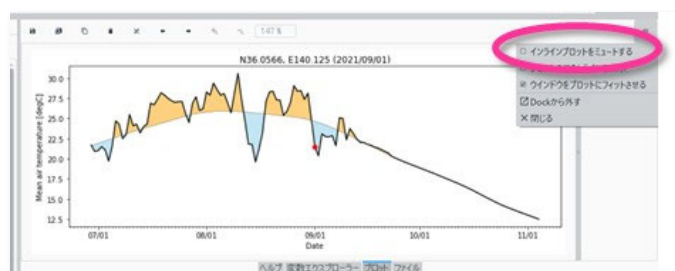 147 %
インラインプロットをミュートする
ウインドウをプロットにフィットさせる
Dockから外す
閉じる
N36.0566, E140.125 (2021/09/01)
Mean air temperature [degC]
30.0
27.5
25.0
22.5
20.0
17.5
15.0
12.5
07/01 08/01 09/01 10/01 11/01
Date
ヘルプ 変数エクスプローラー プロット ファイル